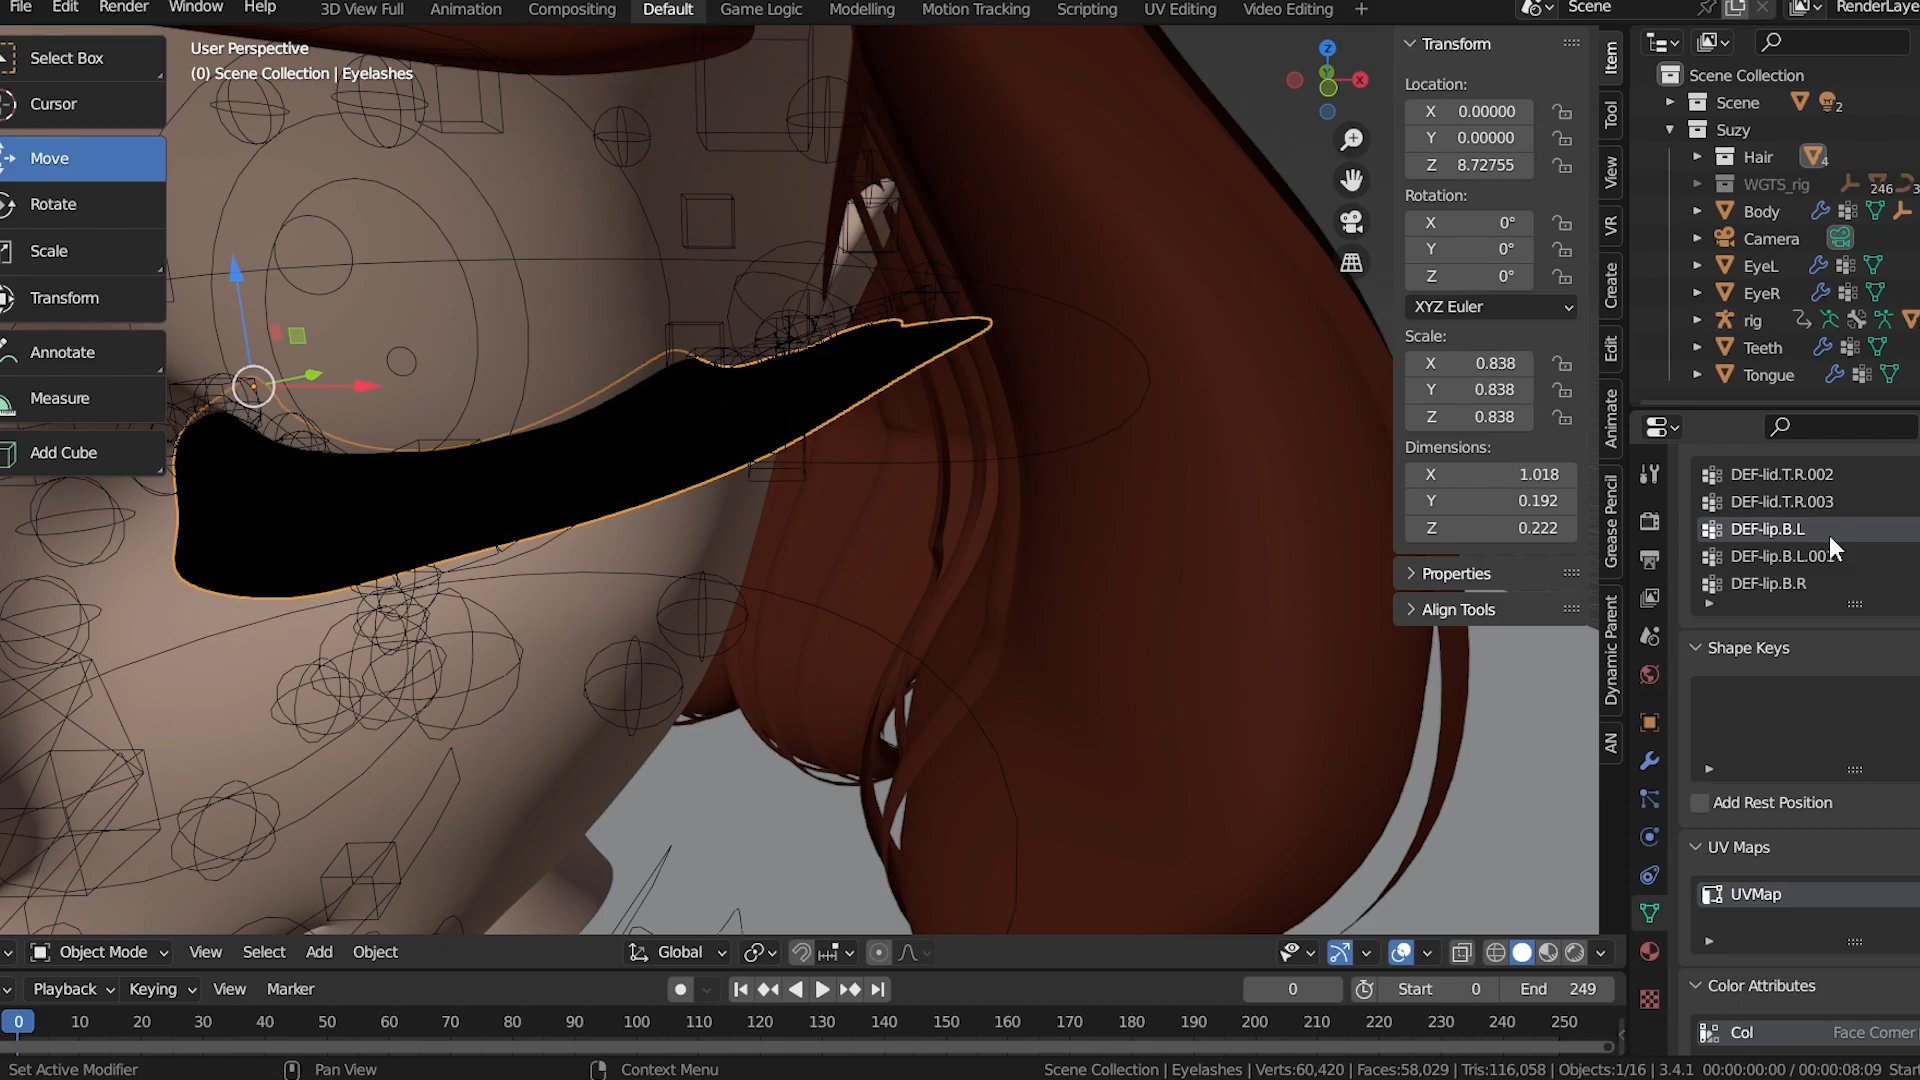 File Edit Render Window Help 3D View Full Animation Compositing Default Game Logic Modelling Motion Tracking Scripting UV Editing Video Editing + Scene RenderLaye
Select Box
Cursor
Move
Rotate
Scale
Transform
Annotate
Measure
Add Cube
User Perspective
(0) Scene Collection | Eyelashes
Z
Y
X
Transform
Location:
X 0.00000
Y 0.00000
Z 8.72755
Rotation:
X 0°
Y 0°
Z 0°
XYZ Euler
Scale:
X 0.838
Y 0.838
Z 0.838
Dimensions:
X 1.018
Y 0.192
Z 0.222
Properties
Align Tools
Item
Tool
View
VR
Create
Edit
Animate
Grease Pencil
Dynamic Parent
AN
Scene Collection
Scene 2
Suzy
Hair 4
WGTS_rig 246 3
Body
Camera
EyeL
EyeR
rig
Teeth
Tongue
DEF-lid.T.R.002
DEF-lid.T.R.003
DEF-lip.B.L
DEF-lip.B.L.001
DEF-lip.B.R
Shape Keys
Add Rest Position
UV Maps
UVMap
Color Attributes
Col Face Corner
Object Mode View Select Add Object Global
Playback Keying View Marker 0 Start 0 End 249
0 10 20 30 40 50 60 70 80 90 100 110 120 130 140 150 160 170 180 190 200 210 220 230 240 250
Set Active Modifier Pan View Context Menu Scene Collection | Eyelashes | Verts:60,420 | Faces:58,029 | Tris:116,058 | Objects:1/16 | 3.4.1 00:00:00:00 / 00:00:08:09 Star